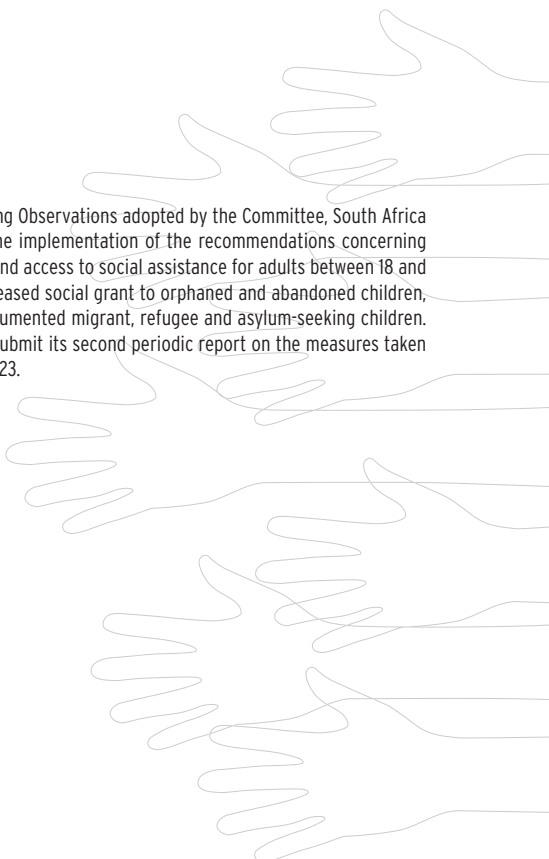 ng Observations adopted by the Committee, South Africa
ne implementation of the recommendations concerning
nd access to social assistance for adults between 18 and
eased social grant to orphaned and abandoned children,
umented migrant, refugee and asylum-seeking children.
ubmit its second periodic report on the measures taken
23.